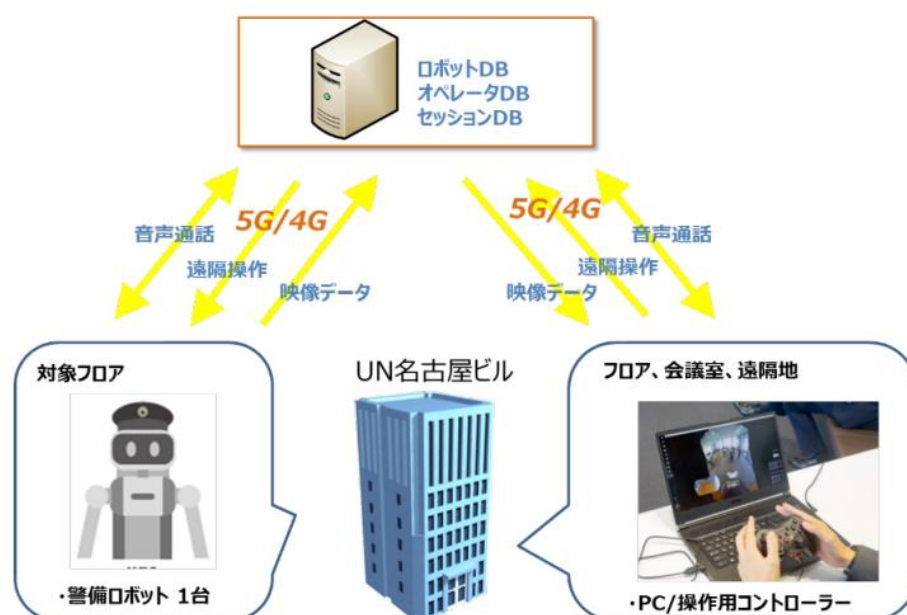 ロボットDB
オペレータDB
セッションDB
5G/4G
音声通話
遠隔操作
映像データ
5G/4G
音声通話
遠隔操作
映像データ
対象フロア
・警備ロボット 1台
UN名古屋ビル
フロア、会議室、遠隔地
・PC/操作用コントローラー